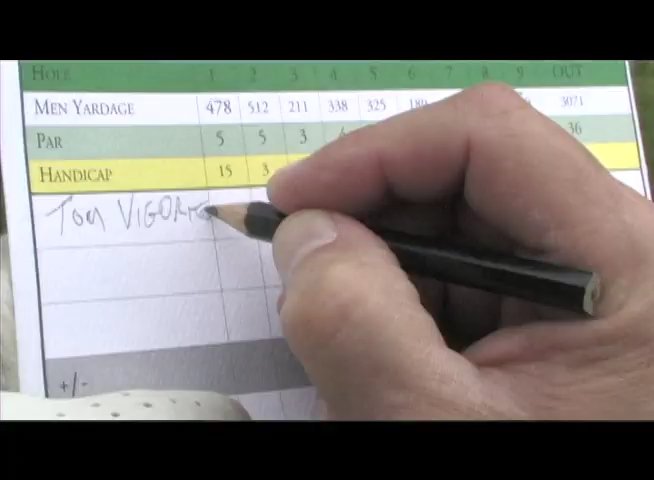 HOLE 1 2 3 4 5 6 7 8 9 OUT
MEN YARDAGE 478 512 211 338 325 3071
PAR 5 5 3 36
HANDICAP 15 3
TOM
+/-